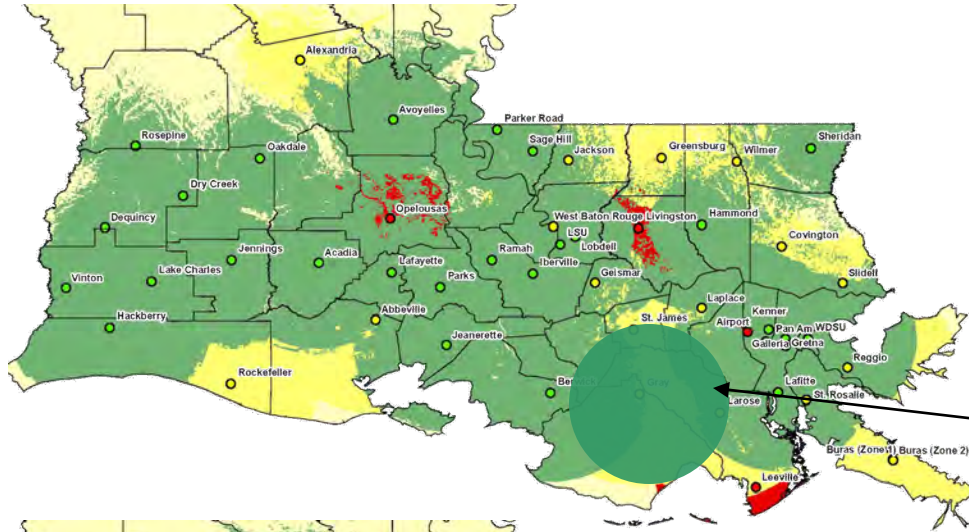 Alexandria
Avoyelles
Parker Road
Sage Hill
Jackson
Greensburg
Wilmer
Sheridan
Rosepine
Oakdale
Dry Creek
Opelousas
Dequincy
West Baton Rouge Livingston
Hammond
LSU
Lobdell
Covington
Jennings
Acadia
Lafayette
Ramah
Iberville
Geismar
Slidell
Vinton
Lake Charles
Parks
Laplace
Hackberry
Abbeville
St. James
Kenner
Airport
Pan Am WDSU
Galleria Gretna
Jeanerette
Reggio
Rockefeller
Berwick
Gray
Lafitte
Larose
St. Rosalie
Buras (Zone 1) Buras (Zone 2)
Leeville